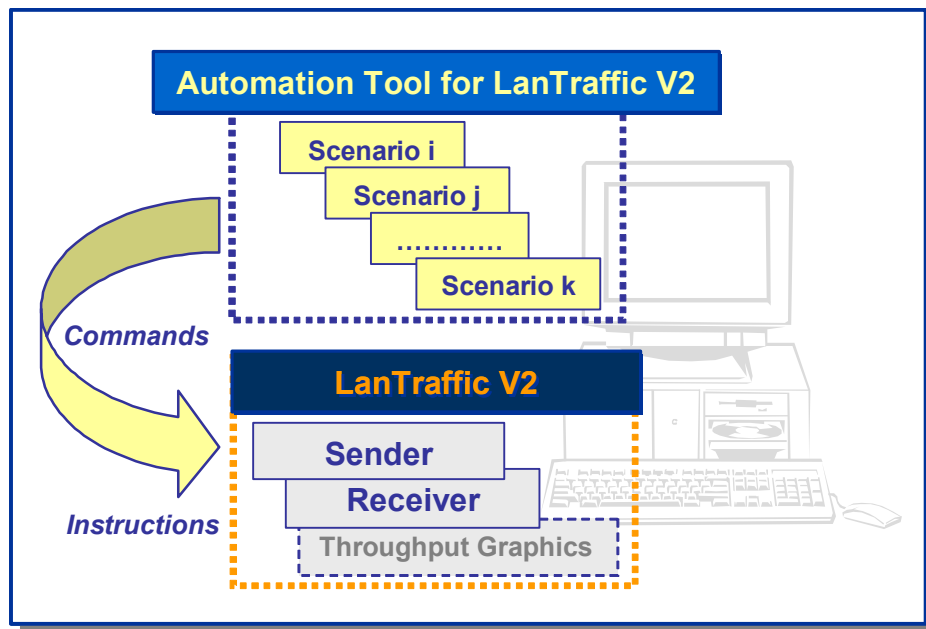 Automation Tool for LanTraffic V2
Scenario i
Scenario j
............
Scenario k
Commands
LanTraffic V2
Sender
Receiver
Instructions
Throughput Graphics